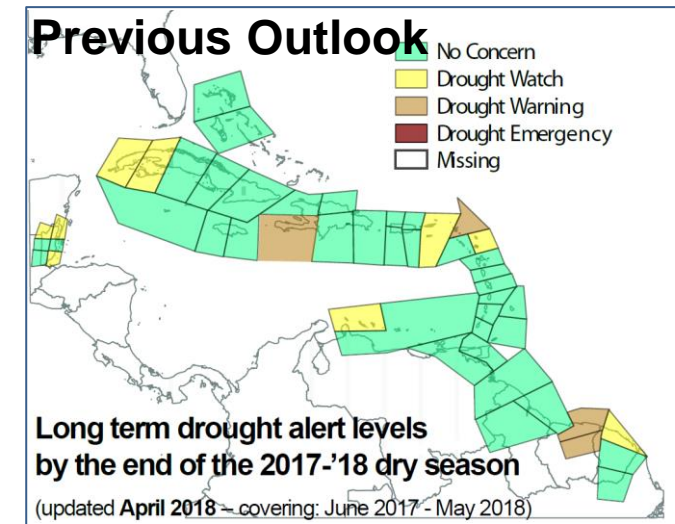 Previous Outlook
No Concern
Drought Watch
Drought Warning
Drought Emergency
Missing
Long term drought alert levels
by the end of the 2017-'18 dry season
(updated April 2018 – covering: June 2017 - May 2018)